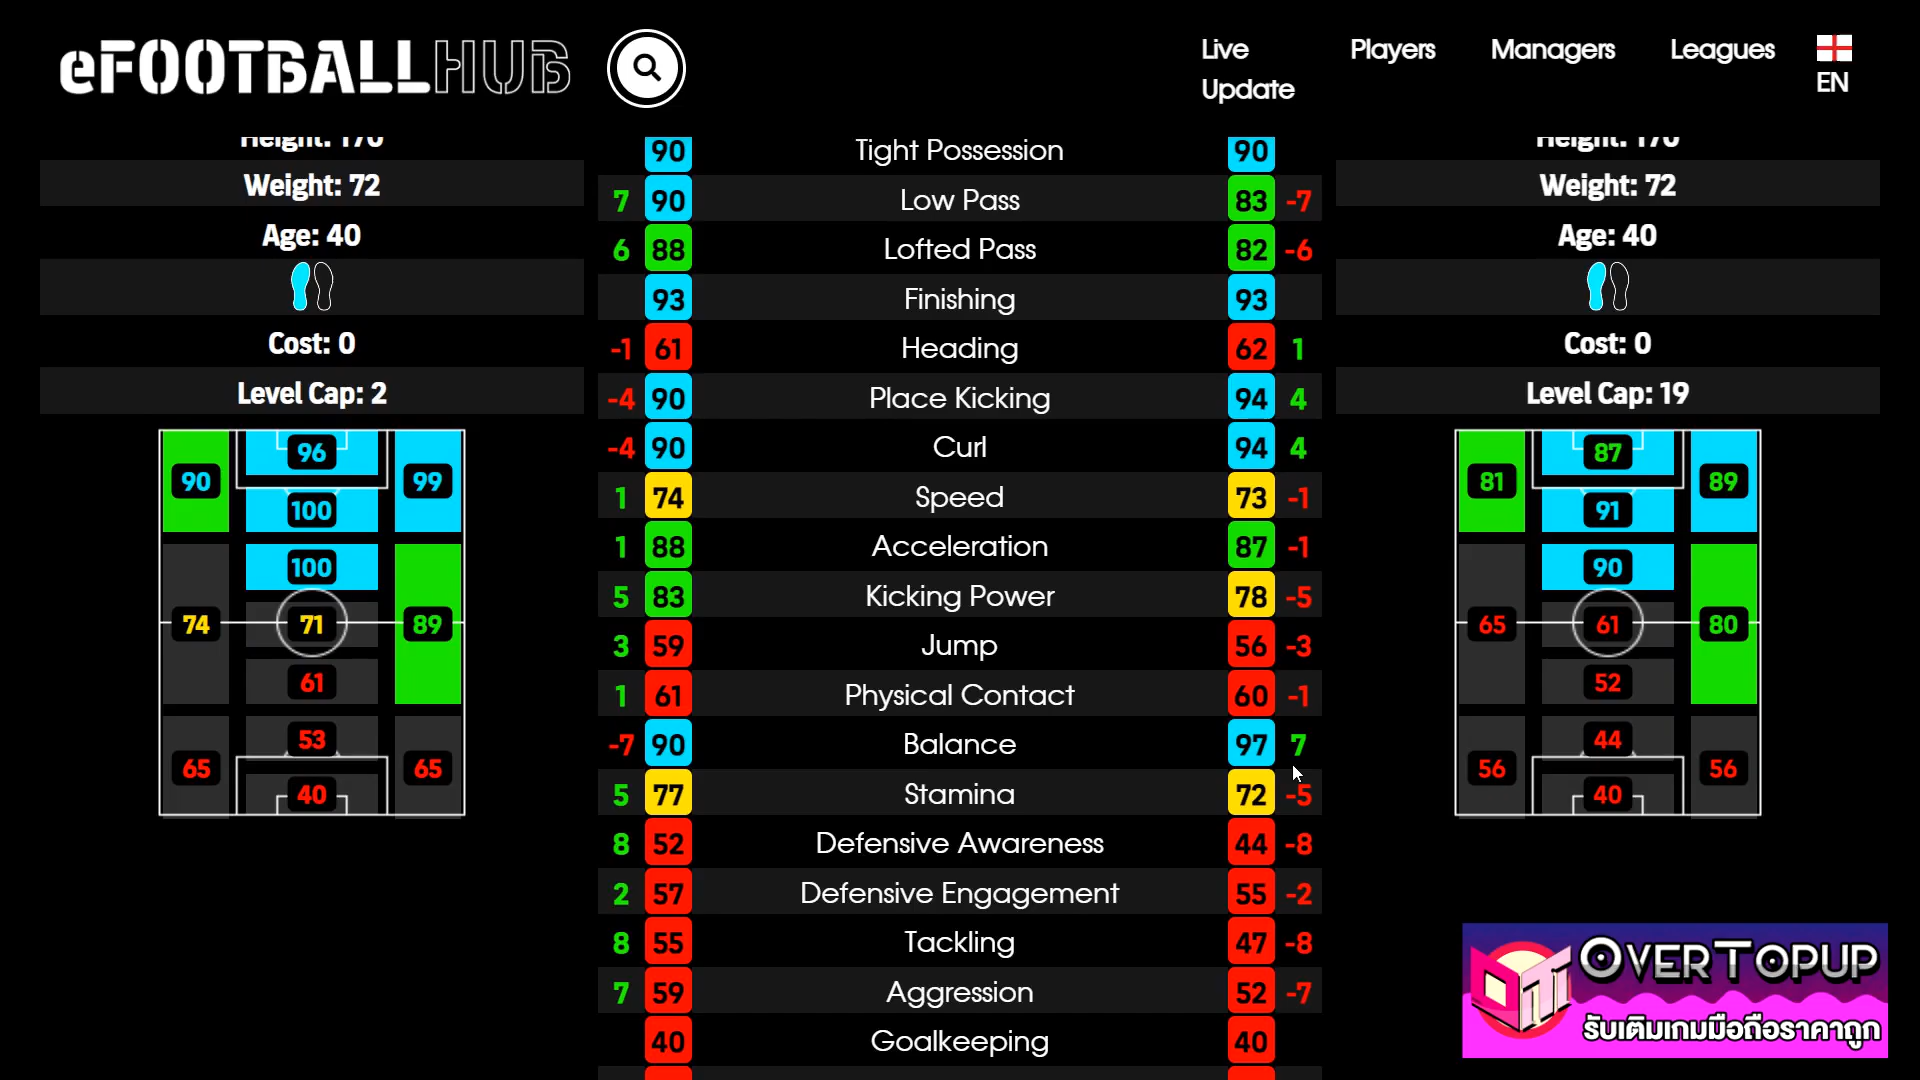 eFOOTBALLHUB
Live Update
Players
Managers
Leagues
EN
Height: 170
Weight: 72
Age: 40
Cost: 0
Level Cap: 2
96
90
99
100
100
74
71
89
61
53
65
65
40
90 Tight Possession 90
7 90 Low Pass 83 -7
6 88 Lofted Pass 82 -6
93 Finishing 93
-1 61 Heading 62 1
-4 90 Place Kicking 94 4
-4 90 Curl 94 4
1 74 Speed 73 -1
1 88 Acceleration 87 -1
5 83 Kicking Power 78 -5
3 59 Jump 56 -3
1 61 Physical Contact 60 -1
-7 90 Balance 97 7
5 77 Stamina 72 -5
8 52 Defensive Awareness 44 -8
2 57 Defensive Engagement 55 -2
8 55 Tackling 47 -8
7 59 Aggression 52 -7
40 Goalkeeping 40
Height: 170
Weight: 72
Age: 40
Cost: 0
Level Cap: 19
87
81
89
91
90
65
61
80
52
44
56
56
40
OTU
OVERTOPUP
รับเติมเกมมือถือราคาถูก